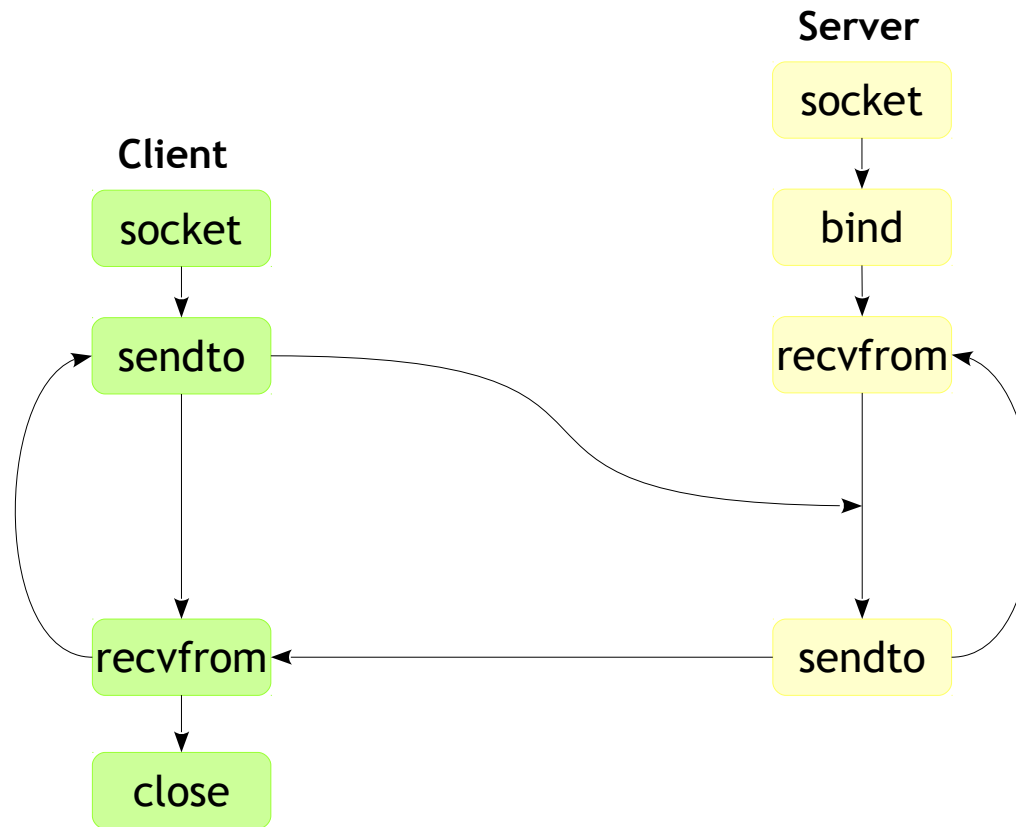 Server
socket
Client
bind
socket
sendto
recvfrom
recvfrom
sendto
close